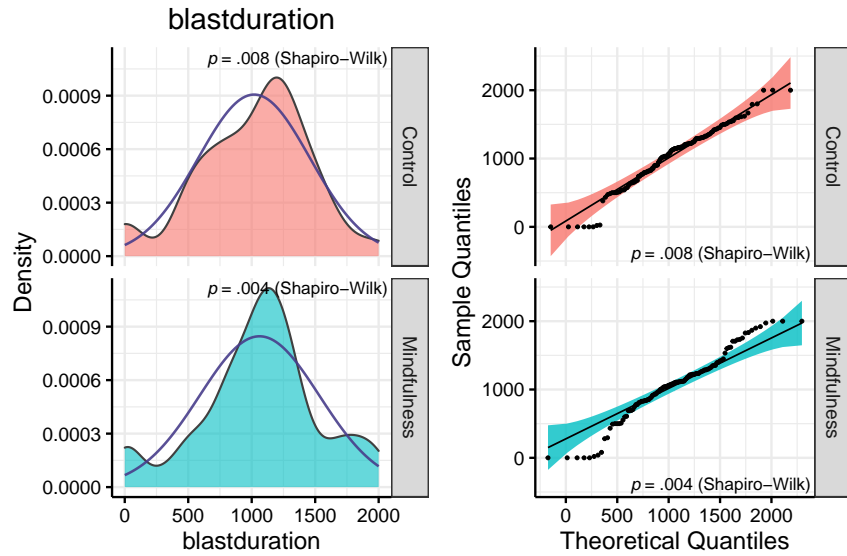 blastduration
p = .008 (Shapiro−Wilk)
Control
0.0009
0.0006
0.0003
0.0000
p = .004 (Shapiro−Wilk)
Mindfulness
0.0009
0.0006
0.0003
0.0000
Density
0 500 1000 1500 2000
blastduration
Control
2000
1000
0
p = .008 (Shapiro−Wilk)
Mindfulness
2000
1000
0
p = .004 (Shapiro−Wilk)
Sample Quantiles
0 500 1000 1500 2000
Theoretical Quantiles